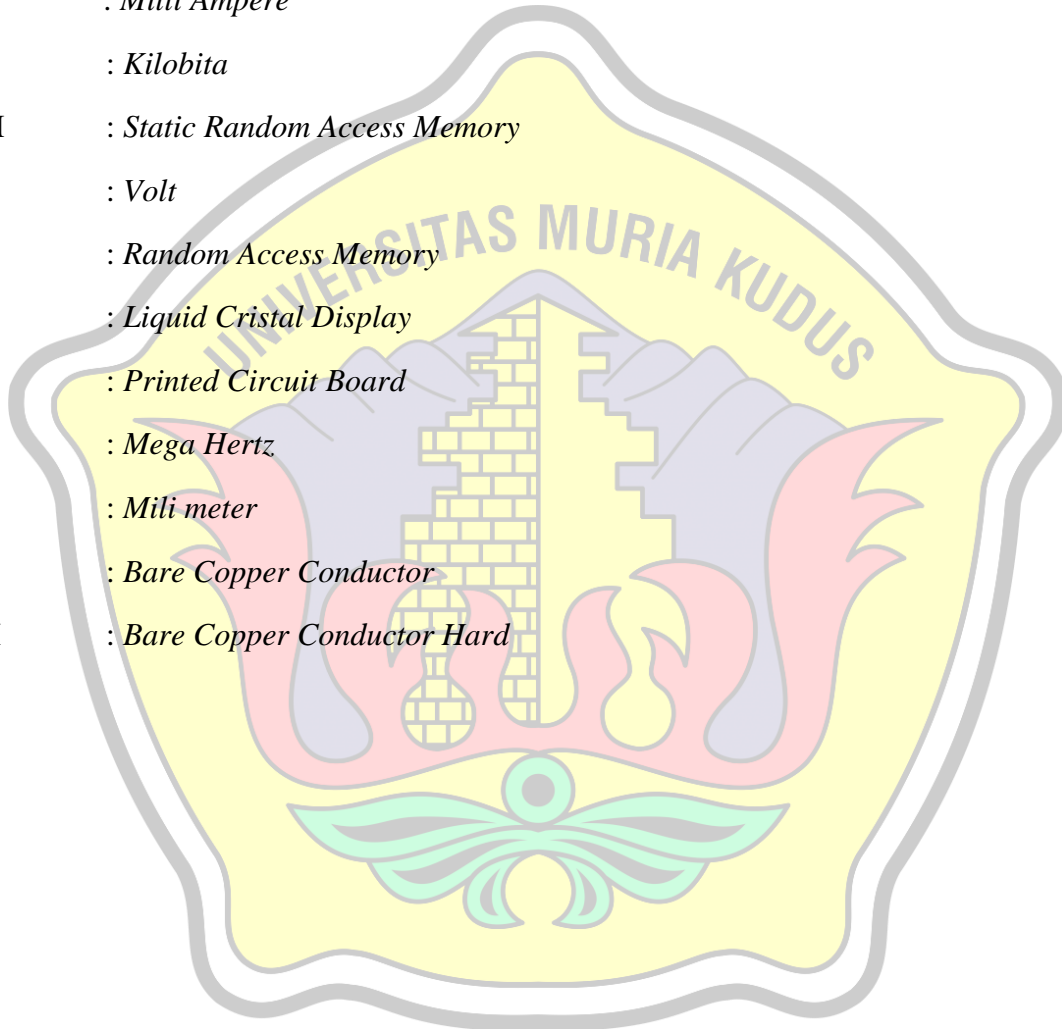 : Milli Ampere
: Kilobita
: Static Random Access Memory
: Volt
: Random Access Memory
: Liquid Cristal Display
: Printed Circuit Board
: Mega Hertz
: Mili meter
: Bare Copper Conductor
: Bare Copper Conductor Hard
UNIVERSITAS MURIA KUDUS